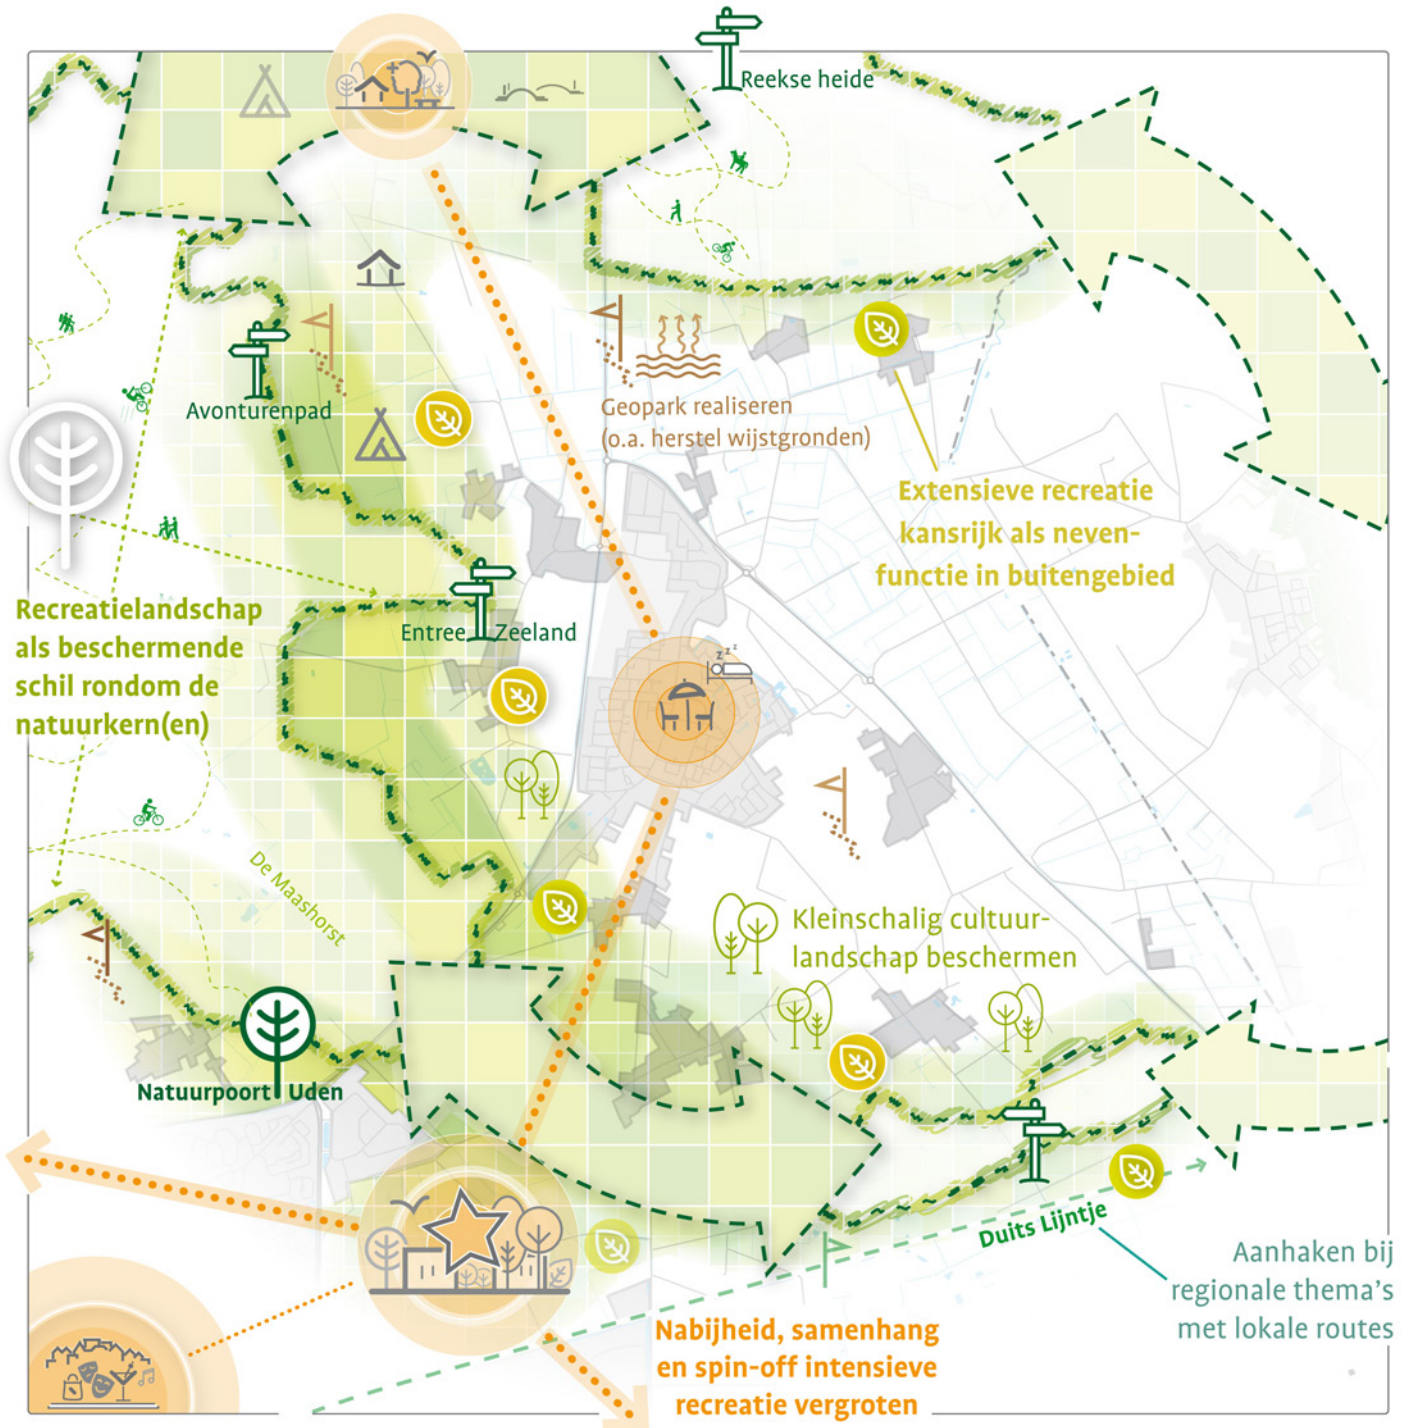 Reekse heide
Avonturenpad
Geopark realiseren
(o.a. herstel wijstgronden)
Extensieve recreatie
kansrijk als neven-
functie in buitengebied
Recreatielandschap
als beschermende
schil rondom de
natuurkern(en)
Entree Zeeland
z z z
De Maashorst
Kleinschalig cultuur-
landschap beschermen
Natuurpoort Uden
Duits Lijntje
Aanhaken bij
regionale thema's
met lokale routes
Nabijheid, samenhang
en spin-off intensieve
recreatie vergroten